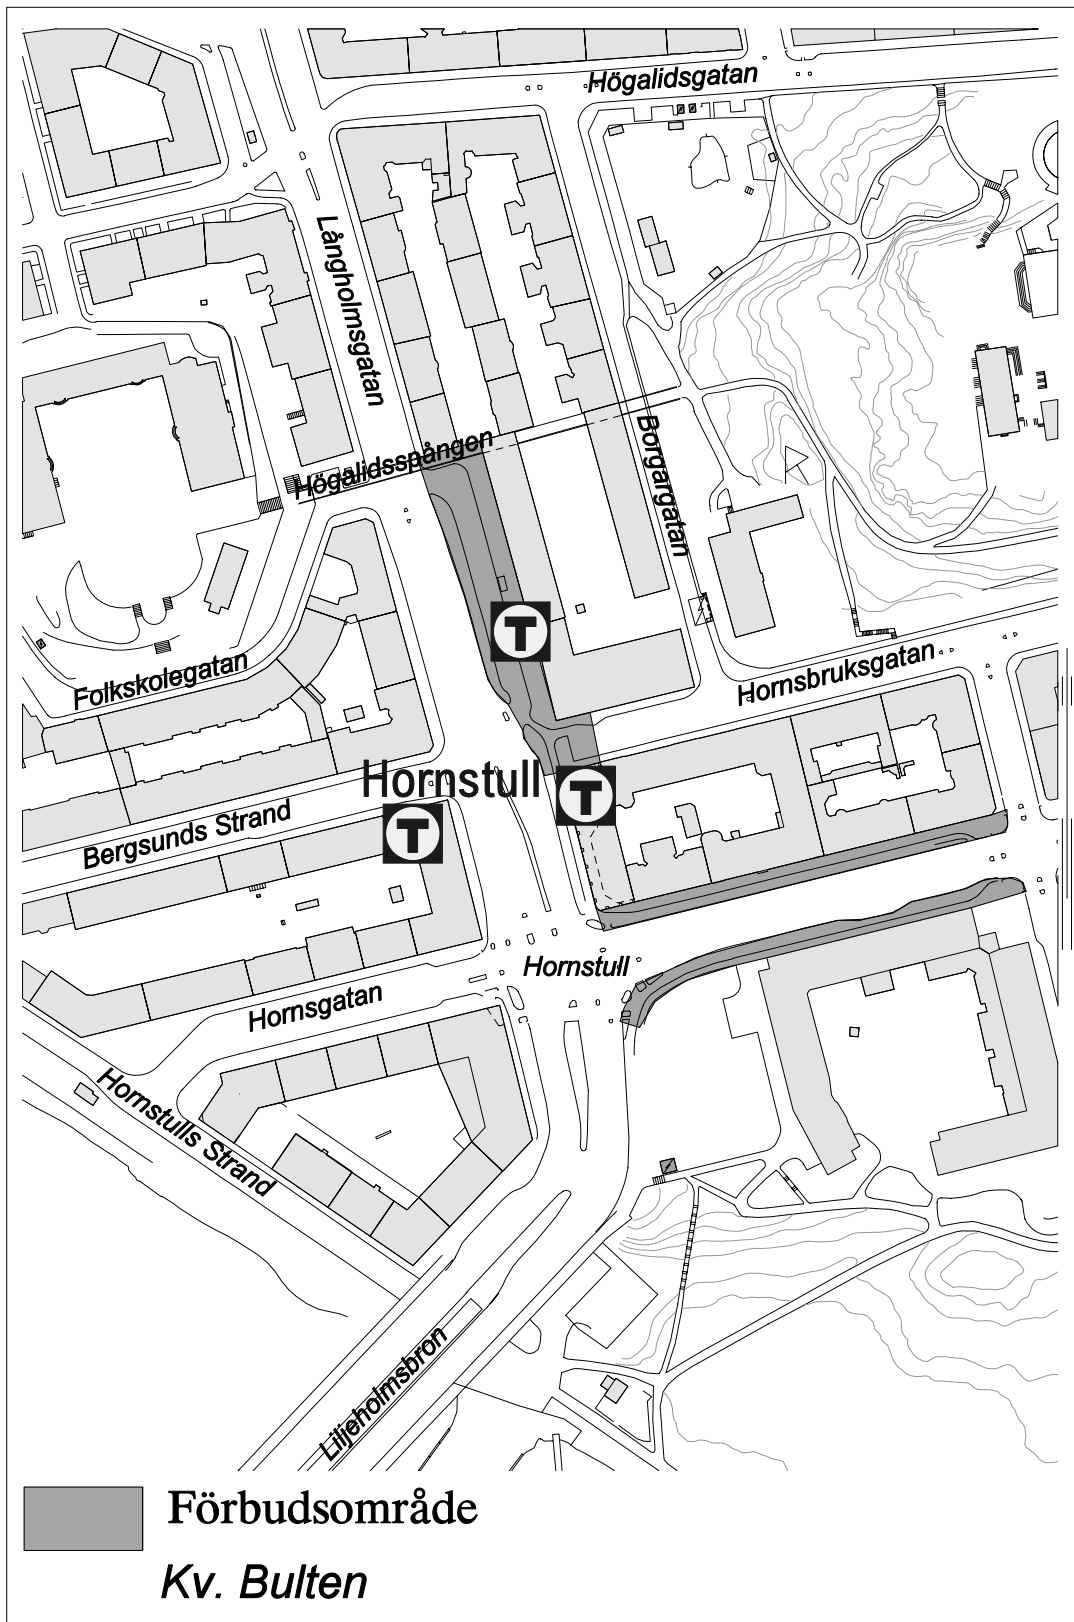 Högalidsgatan
Långholmsgatan
Högalidsspången
Borgargatan
T
Folkskolegatan
Hornsbruksgatan
Hornstull
T
T
Bergsunds Strand
Hornstull
Hornsgatan
Hornstulls Strand
Liljeholmsbron
Förbudsområde
Kv. Bulten